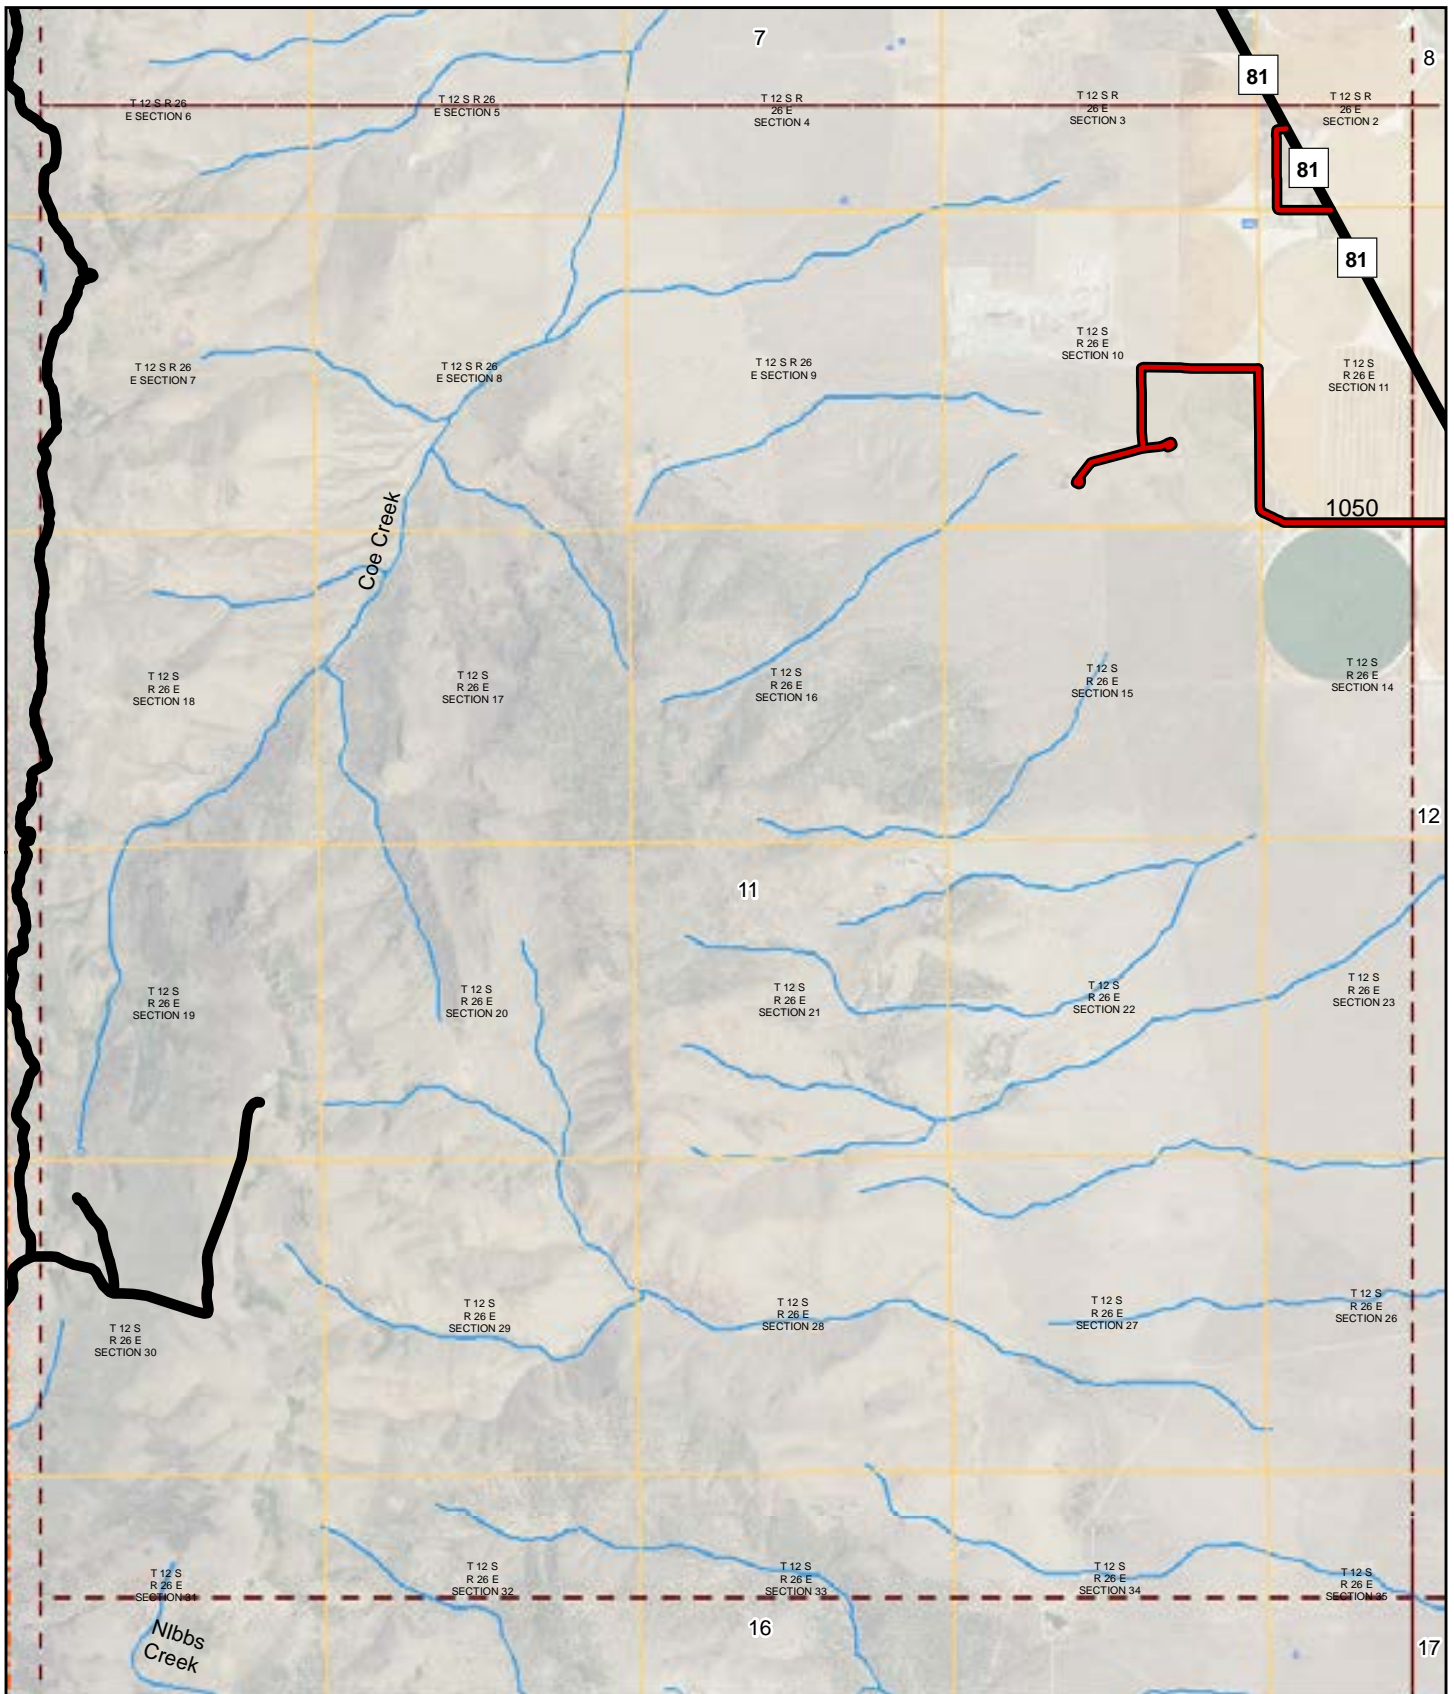 7
8
81
T 12 S R 26
E SECTION 6
T 12 S R 26
E SECTION 5
T 12 S R
26 E
SECTION 4
T 12 S R
26 E
SECTION 3
T 12 S R
26 E
SECTION 2
81
81
T 12 S R 26
E SECTION 7
T 12 S R 26
E SECTION 8
T 12 S R 26
E SECTION 9
T 12 S
R 26 E
SECTION 10
T 12 S
R 26 E
SECTION 11
1050
Coe Creek
T 12 S
R 26 E
SECTION 18
T 12 S
R 26 E
SECTION 17
T 12 S
R 26 E
SECTION 16
T 12 S
R 26 E
SECTION 15
T 12 S
R 26 E
SECTION 14
12
11
T 12 S
R 26 E
SECTION 19
T 12 S
R 26 E
SECTION 20
T 12 S
R 26 E
SECTION 21
T 12 S
R 26 E
SECTION 22
T 12 S
R 26 E
SECTION 23
T 12 S
R 26 E
SECTION 30
T 12 S
R 26 E
SECTION 29
T 12 S
R 26 E
SECTION 28
T 12 S
R 26 E
SECTION 27
T 12 S
R 26 E
SECTION 26
T 12 S
R 26 E
SECTION 31
T 12 S
R 26 E
SECTION 32
T 12 S
R 26 E
SECTION 33
T 12 S
R 26 E
SECTION 34
T 12 S
R 26 E
SECTION 35
NIbbs
Creek
16
17